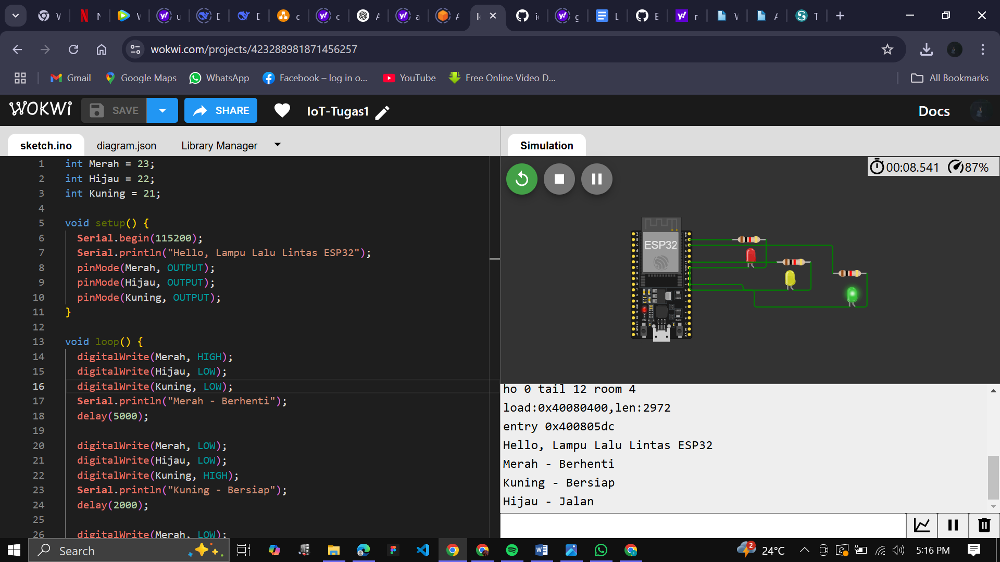 wokwi.com/projects/423288981871456257
Gmail
Google Maps
WhatsApp
Facebook – log in o...
YouTube
Free Online Video D...
All Bookmarks
WOKWi
SAVE
SHARE
IoT-Tugas1
Docs
sketch.ino
diagram.json
Library Manager
Simulation
1 int Merah = 23;
2 int Hijau = 22;
3 int Kuning = 21;
4
5 void setup() {
6 Serial.begin(115200);
7 Serial.println("Hello, Lampu Lalu Lintas ESP32");
8 pinMode(Merah, OUTPUT);
9 pinMode(Hijau, OUTPUT);
10 pinMode(Kuning, OUTPUT);
11 }
12
13 void loop() {
14 digitalWrite(Merah, HIGH);
15 digitalWrite(Hijau, LOW);
16 digitalWrite(Kuning, LOW);
17 Serial.println("Merah - Berhenti");
18 delay(5000);
19
20 digitalWrite(Merah, LOW);
21 digitalWrite(Hijau, LOW);
22 digitalWrite(Kuning, HIGH);
23 Serial.println("Kuning - Bersiap");
24 delay(2000);
25
26 digitalWrite(Merah, LOW);
00:08.541 87%
ESP32
ho 0 tail 12 room 4
load:0x40080400,len:2972
entry 0x400805dc
Hello, Lampu Lalu Lintas ESP32
Merah - Berhenti
Kuning - Bersiap
Hijau - Jalan
Search
2
24°C
5:16 PM